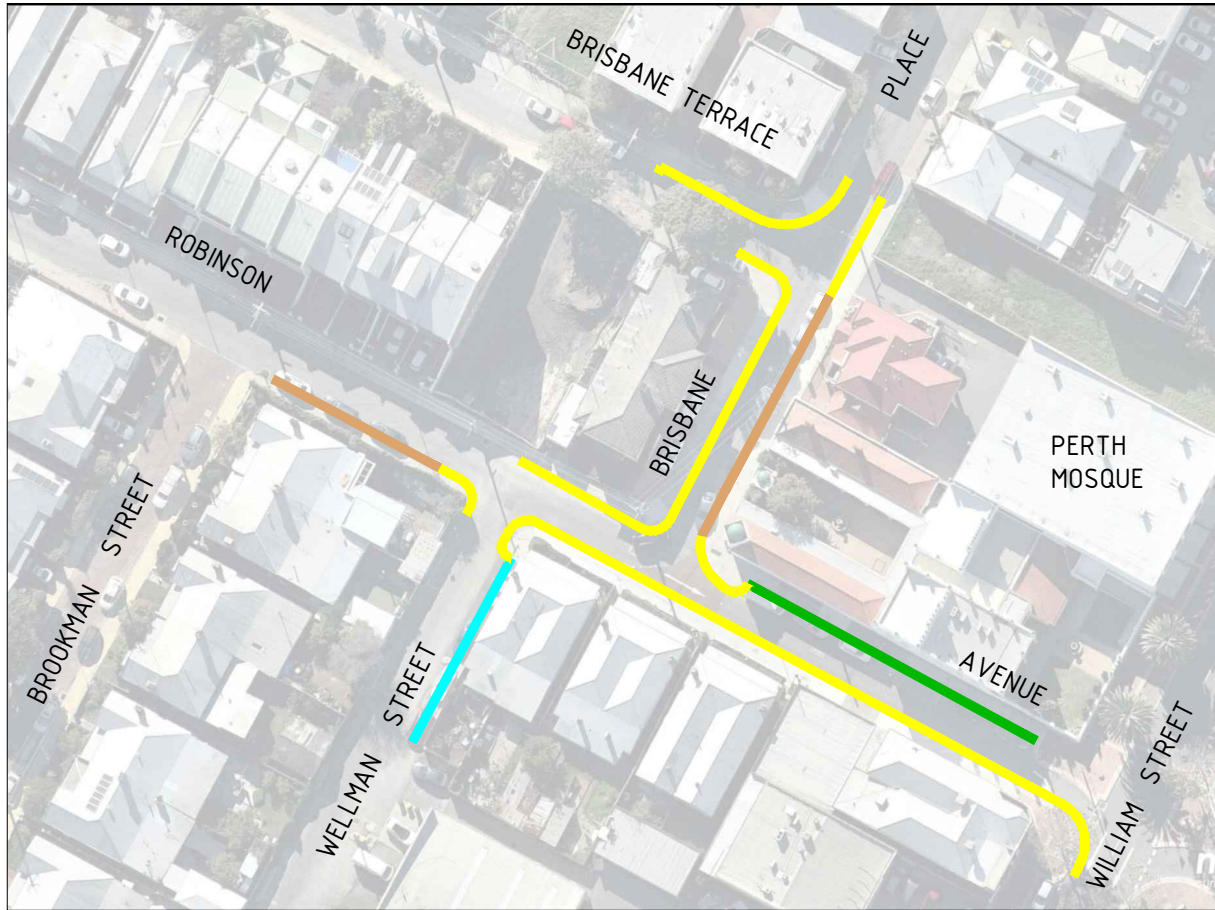 BRISBANE TERRACE
PLACE
ROBINSON
BRISBANE
PERTH
MOSQUE
BROOKMAN STREET
WELLMAN STREET
AVENUE
WILLIAM STREET